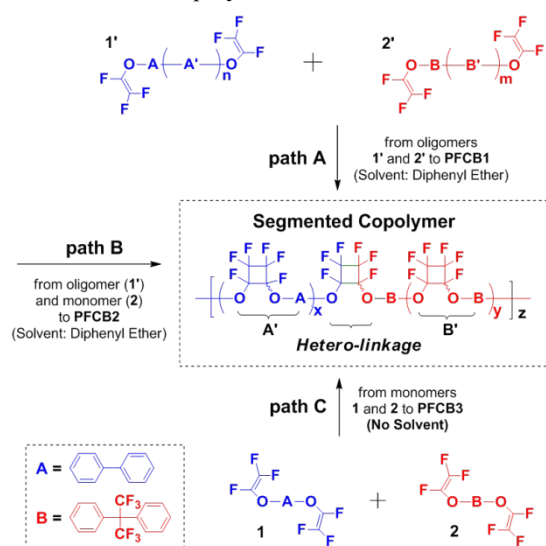 1'
F
F
F
O
A
A'
n
O
F
F
F
+
2'
F
F
F
O
B
B'
m
O
F
F
F
path A
from oligomers
1' and 2' to PFCB1
(Solvent: Diphenyl Ether)
path B
from oligomer (1')
and monomer (2)
to PFCB2
(Solvent: Diphenyl Ether)
Segmented Copolymer
F F F F
F F
O O A x
F F F F
F F
O O B
F F F F
F F
O O B y
z
A'
Hetero-linkage
B'
path C
from monomers
1 and 2 to PFCB3
(No Solvent)
A =
B =
CF3
CF3
F
F
F
O-A-O
F
F
F
1
+
F
F
F
O-B-O
F
F
F
2